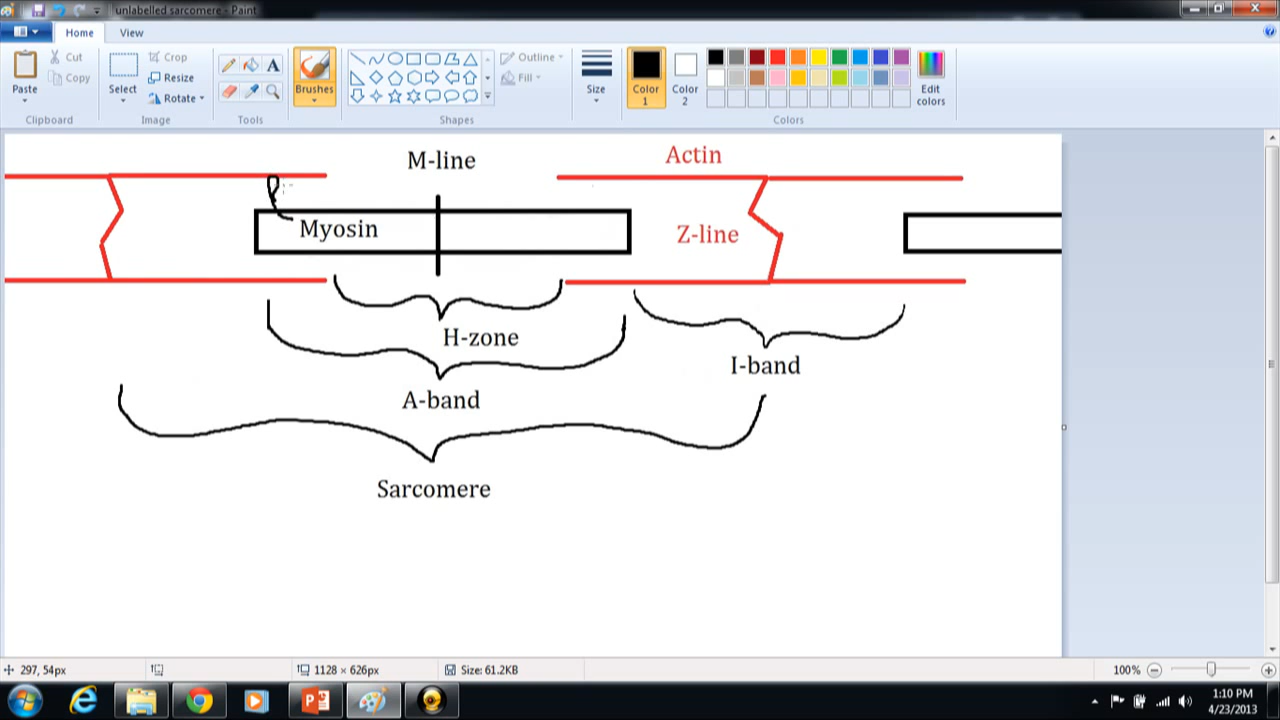 unlabelled sarcomere - Paint
Home
View
Paste
Cut
Copy
Clipboard
Select
Crop
Resize
Rotate
Image
Tools
Brushes
Shapes
Outline
Fill
Size
Color 1
Color 2
Edit colors
Colors
M-line
Actin
Myosin
Z-line
H-zone
I-band
A-band
Sarcomere
297, 54px
1128 × 626px
Size: 61.2KB
100%
1:10 PM
4/23/2013